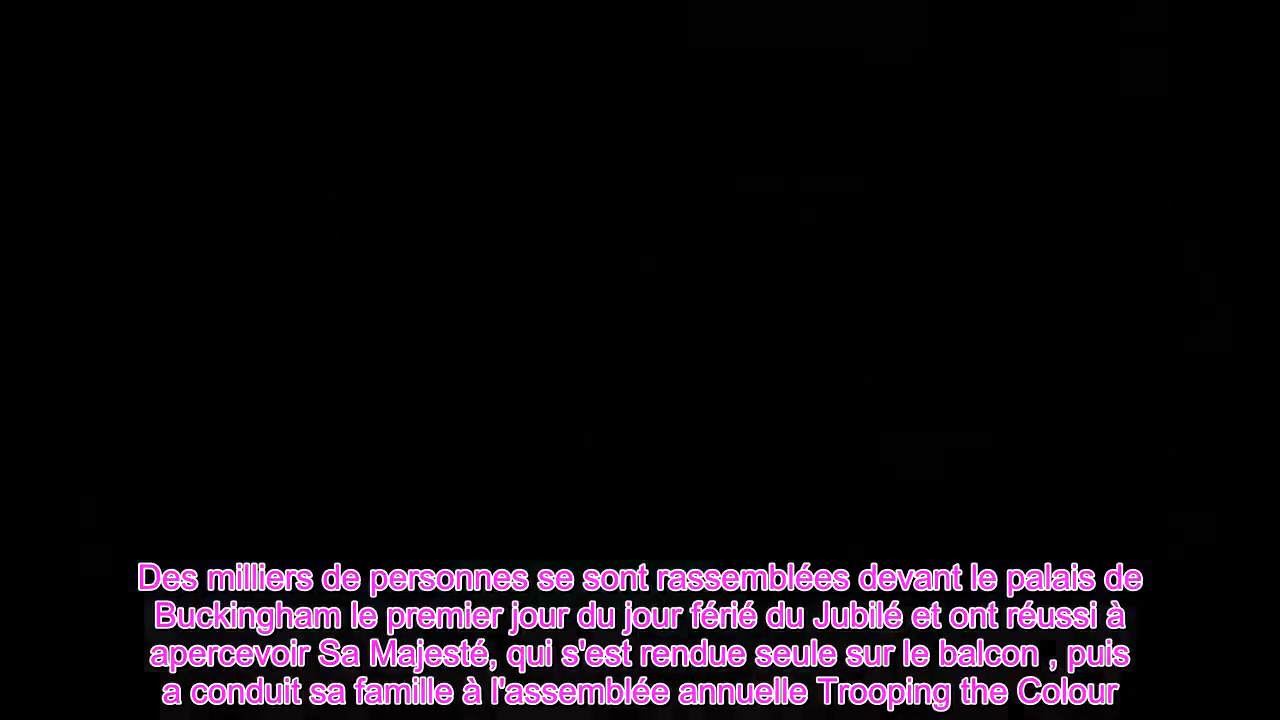 Des milliers de personnes se sont rassemblées devant le palais de
Buckingham le premier jour du jour férié du Jubilé et ont réussi à
apercevoir Sa Majesté, qui s'est rendue seule sur le balcon , puis
a conduit sa famille à l'assemblée annuelle Trooping the Colour